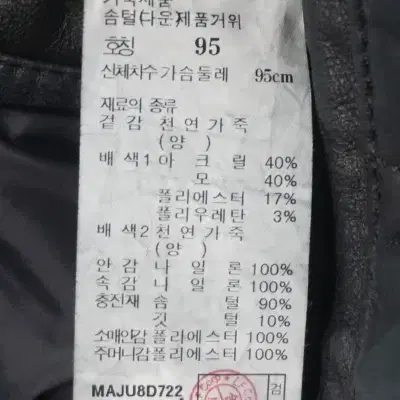 가죽제품
솜털(다운)제품거위
호칭 95
신체치수가슴둘레 95cm
재료의 종류
겉감 천연가죽
(양)
배색1 아크릴 40%
모 40%
폴리에스터 17%
폴리우레탄 3%
배색2 천연가죽
(양)
안감 나일론 100%
속감 나일론 100%
충전재 솜털 90%
깃털 10%
소매안감 폴리에스터 100%
주머니감 폴리에스터 100%
MAJU8D722
검